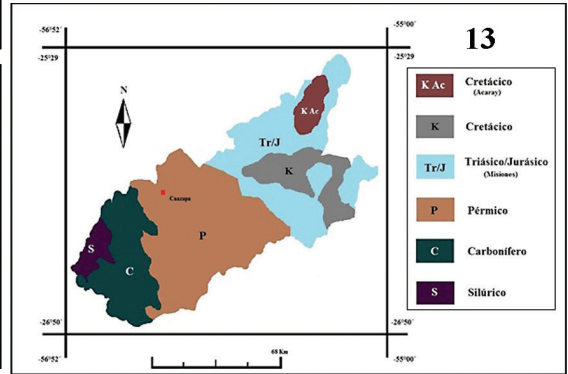 -56°52'
-55°00'
-25°29
-25°29
13
N
K Ac
Tr/J
K
Caazapa
P
S
C
K Ac Cretácico
(Acaray)
K Cretácico
Tr/J Triásico/Jurásico
(Misiones)
P Pérmico
C Carbonífero
S Silúrico
-26°50
-26°50
-56°52'
68 Km
-55°00